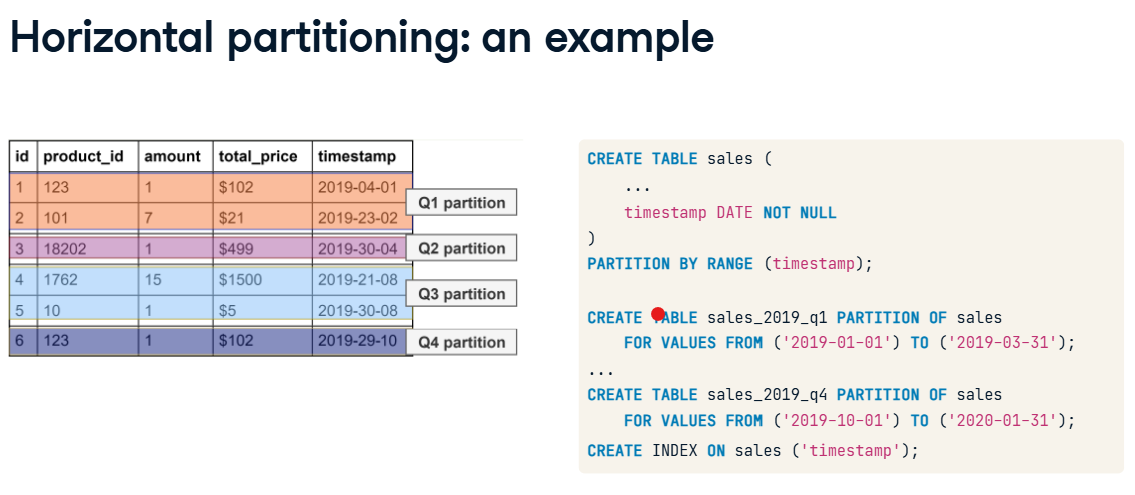 Horizontal partitioning: an example
id product_id amount total_price timestamp
1 123 1 $102 2019-04-01
2 101 7 $21 2019-23-02
Q1 partition
3 18202 1 $499 2019-30-04
Q2 partition
4 1762 15 $1500 2019-21-08
5 10 1 $5 2019-30-08
Q3 partition
6 123 1 $102 2019-29-10
Q4 partition
CREATE TABLE sales (
...
timestamp DATE NOT NULL
)
PARTITION BY RANGE (timestamp);
CREATE TABLE sales_2019_q1 PARTITION OF sales
FOR VALUES FROM ('2019-01-01') TO ('2019-03-31');
...
CREATE TABLE sales_2019_q4 PARTITION OF sales
FOR VALUES FROM ('2019-10-01') TO ('2020-01-31');
CREATE INDEX ON sales ('timestamp');